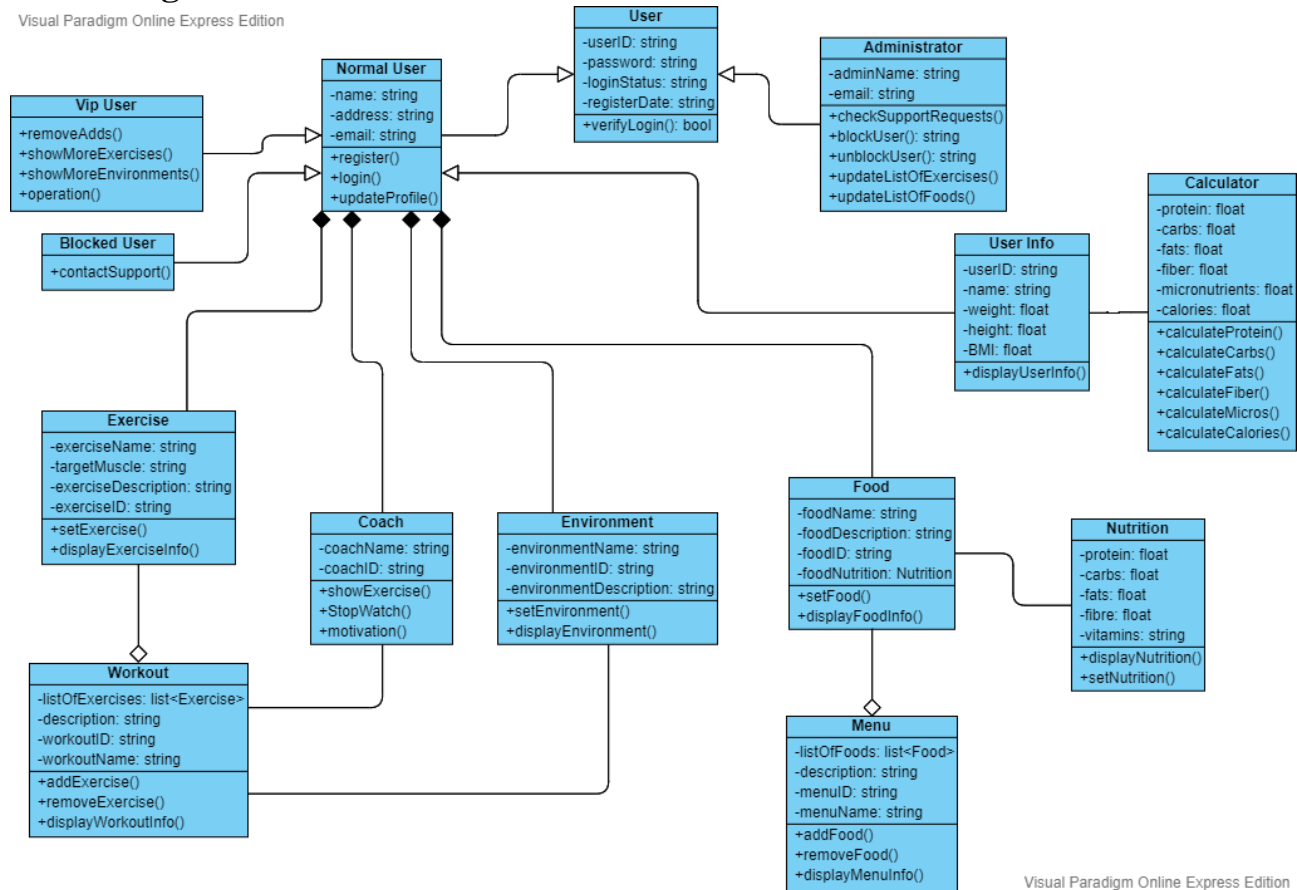 Visual Paradigm Online Express Edition
User
-userID: string
-password: string
-loginStatus: string
-registerDate: string
+verifyLogin(): bool
Administrator
-adminName: string
-email: string
+checkSupportRequests()
+blockUser(): string
+unblockUser(): string
+updateListOfExercises()
+updateListOfFoods()
Normal User
-name: string
-address: string
-email: string
+register()
+login()
+updateProfile()
Vip User
+removeAdds()
+showMoreExercises()
+showMoreEnvironments()
+operation()
Blocked User
+contactSupport()
User Info
-userID: string
-name: string
-weight: float
-height: float
-BMI: float
+displayUserInfo()
Calculator
-protein: float
-carbs: float
-fats: float
-fiber: float
-micronutrients: float
-calories: float
+calculateProtein()
+calculateCarbs()
+calculateFats()
+calculateFiber()
+calculateMicros()
+calculateCalories()
Exercise
-exerciseName: string
-targetMuscle: string
-exerciseDescription: string
-exerciseID: string
+setExercise()
+displayExerciseInfo()
Coach
-coachName: string
-coachID: string
+showExercise()
+StopWatch()
+motivation()
Environment
-environmentName: string
-environmentID: string
-environmentDescription: string
+setEnvironment()
+displayEnvironment()
Food
-foodName: string
-foodDescription: string
-foodID: string
-foodNutrition: Nutrition
+setFood()
+displayFoodInfo()
Nutrition
-protein: float
-carbs: float
-fats: float
-fibre: float
-vitamins: string
+displayNutrition()
+setNutrition()
Workout
-listOfExercises: list<Exercise>
-description: string
-workoutID: string
-workoutName: string
+addExercise()
+removeExercise()
+displayWorkoutInfo()
Menu
-listOfFoods: list<Food>
-description: string
-menuID: string
-menuName: string
+addFood()
+removeFood()
+displayMenuInfo()
Visual Paradigm Online Express Edition